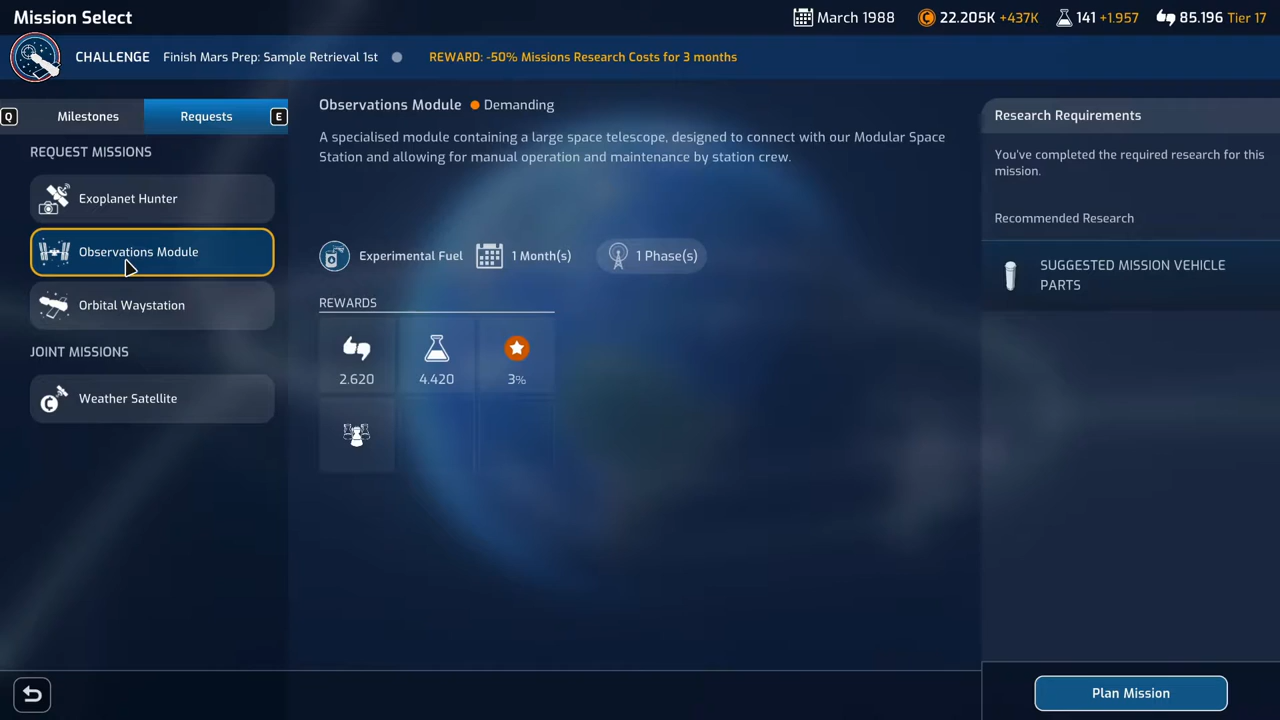 Mission Select
March 1988
22.205K +437K
141 +1.957
85.196 Tier 17
CHALLENGE Finish Mars Prep: Sample Retrieval 1st REWARD: -50% Missions Research Costs for 3 months
Q Milestones Requests E
REQUEST MISSIONS
Exoplanet Hunter
Observations Module
Orbital Waystation
JOINT MISSIONS
Weather Satellite
Observations Module Demanding
A specialised module containing a large space telescope, designed to connect with our Modular Space
Station and allowing for manual operation and maintenance by station crew.
Experimental Fuel 1 Month(s) 1 Phase(s)
REWARDS
2.620 4.420 3%
Research Requirements
You've completed the required research for this
mission.
Recommended Research
SUGGESTED MISSION VEHICLE
PARTS
Plan Mission